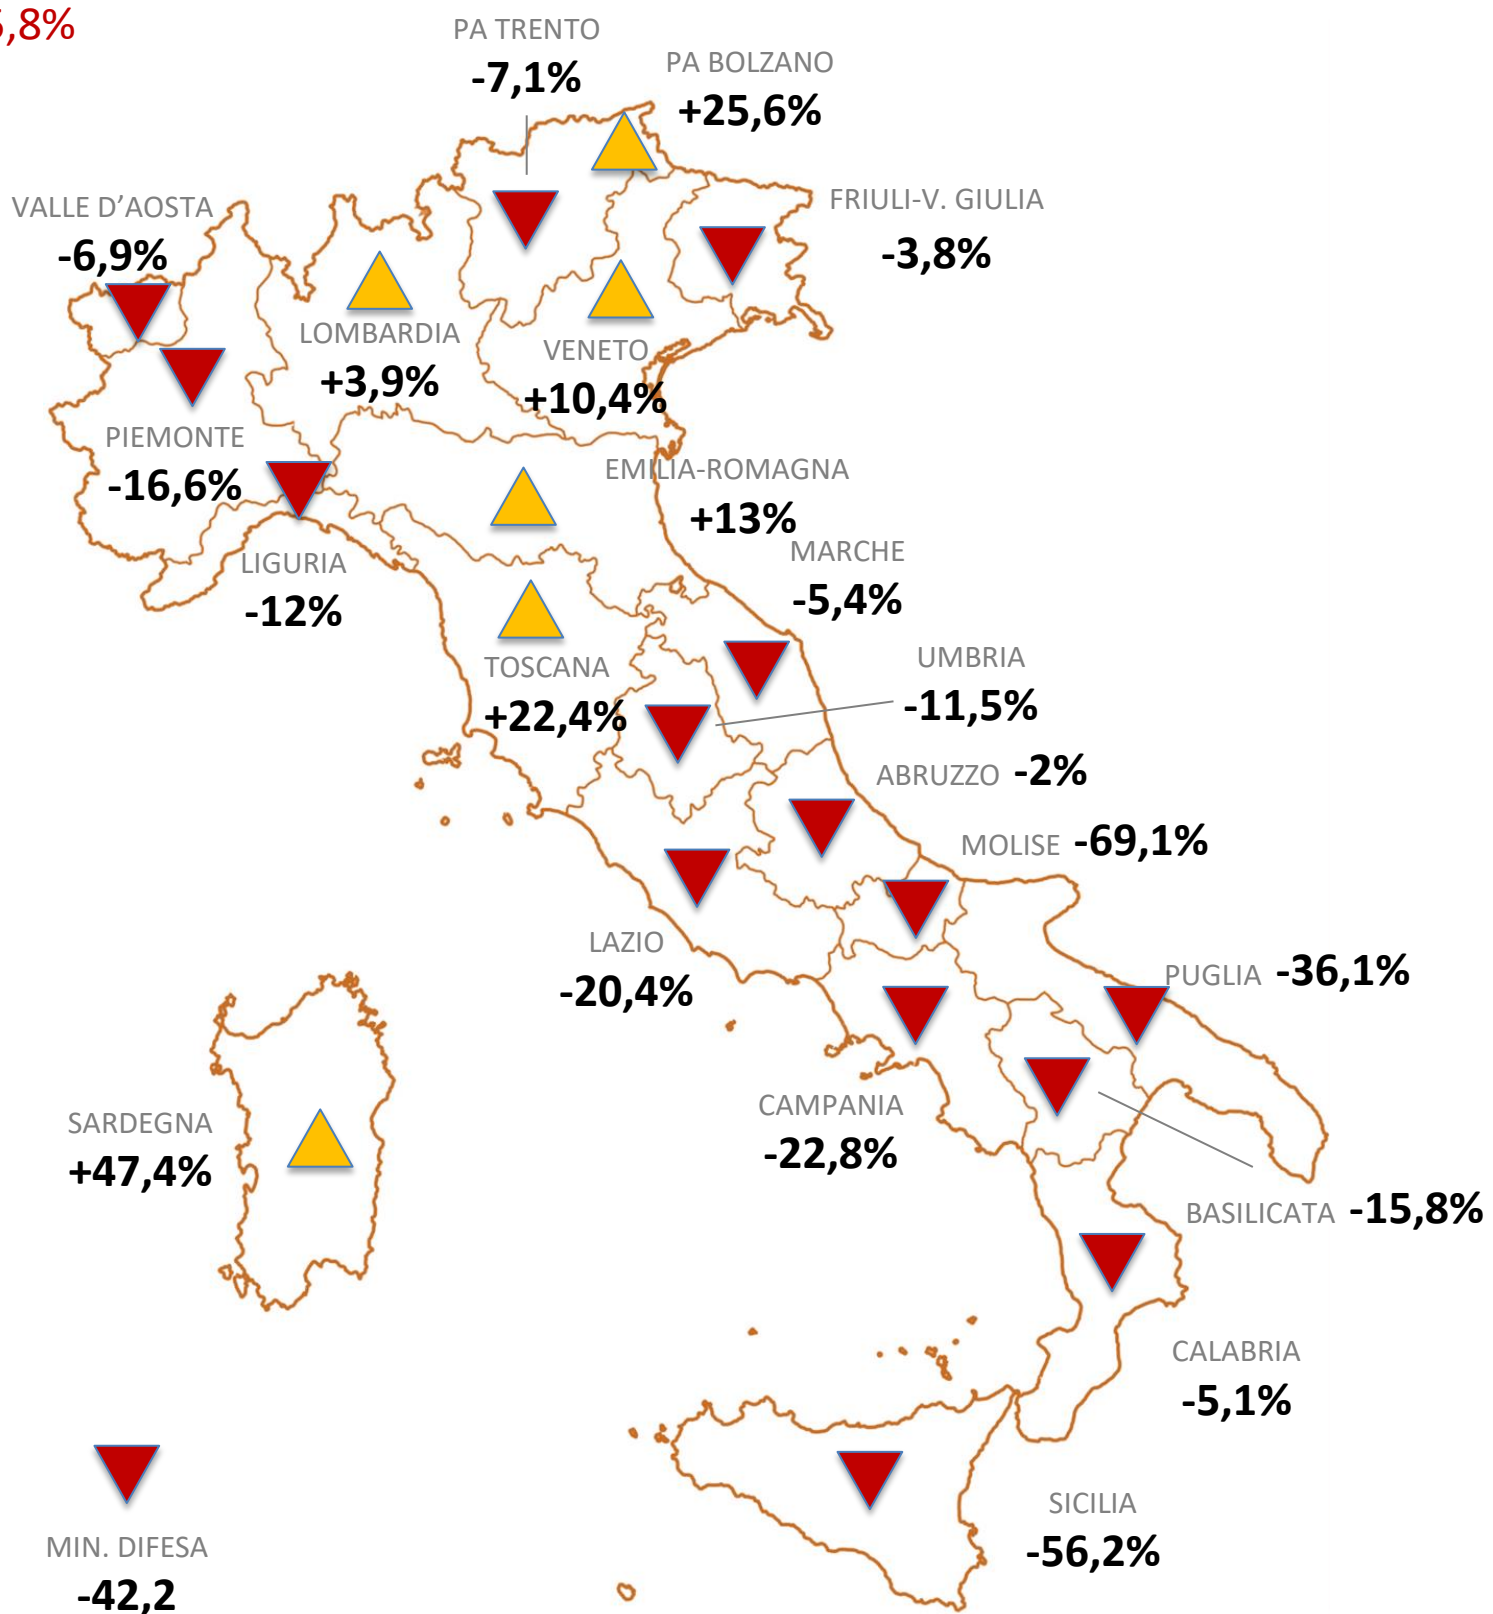 ,8%
PA TRENTO
-7,1%
PA BOLZANO
+25,6%
VALLE D’AOSTA
-6,9%
FRIULI-V. GIULIA
-3,8%
LOMBARDIA
+3,9%
VENETO
+10,4%
PIEMONTE
-16,6%
EMILIA-ROMAGNA
+13%
LIGURIA
-12%
MARCHE
-5,4%
TOSCANA
+22,4%
UMBRIA
-11,5%
ABRUZZO -2%
MOLISE -69,1%
LAZIO
-20,4%
PUGLIA -36,1%
SARDEGNA
+47,4%
CAMPANIA
-22,8%
BASILICATA -15,8%
CALABRIA
-5,1%
SICILIA
-56,2%
MIN. DIFESA
-42,2